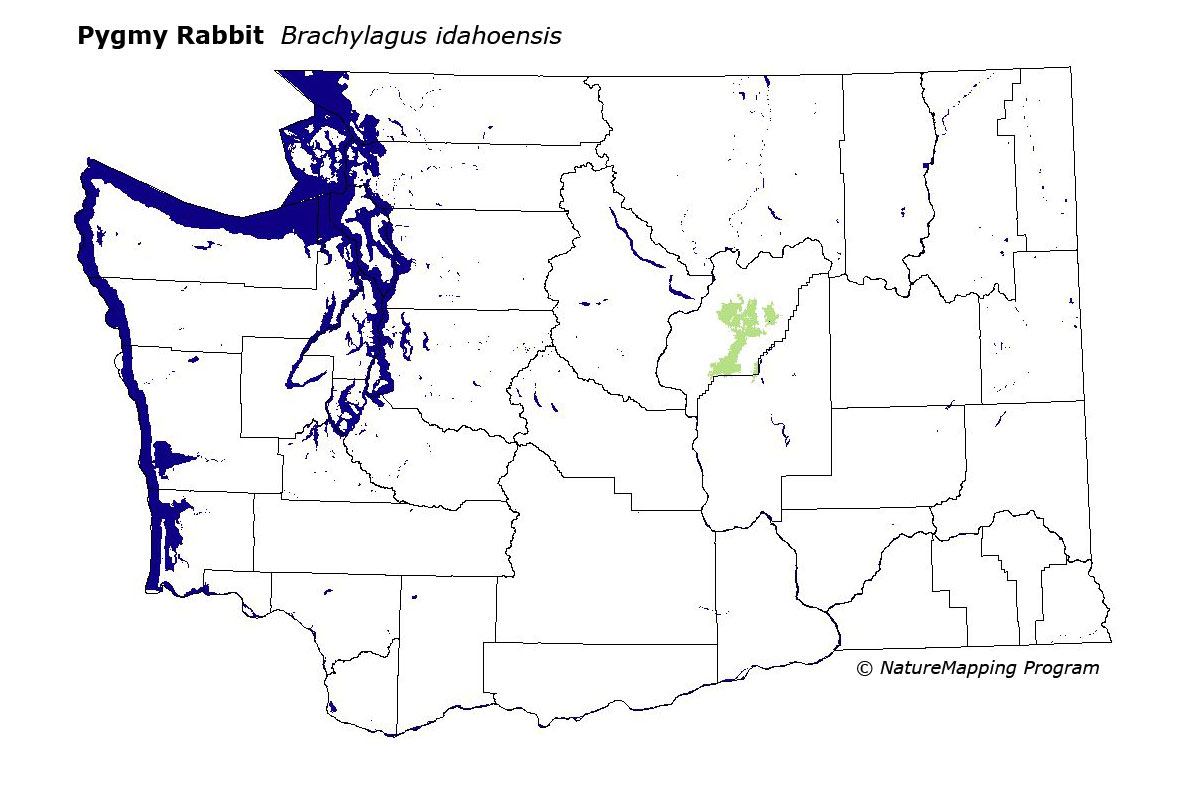 Pygmy Rabbit Brachylagus idahoensis
© NatureMapping Program